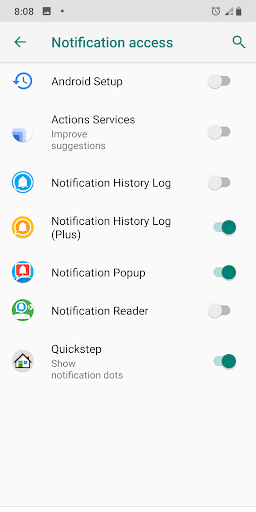 8:08
Notification access
Android Setup
Actions Services
Improve
suggestions
Notification History Log
Notification History Log
(Plus)
Notification Popup
Notification Reader
Quickstep
Show
notification dots